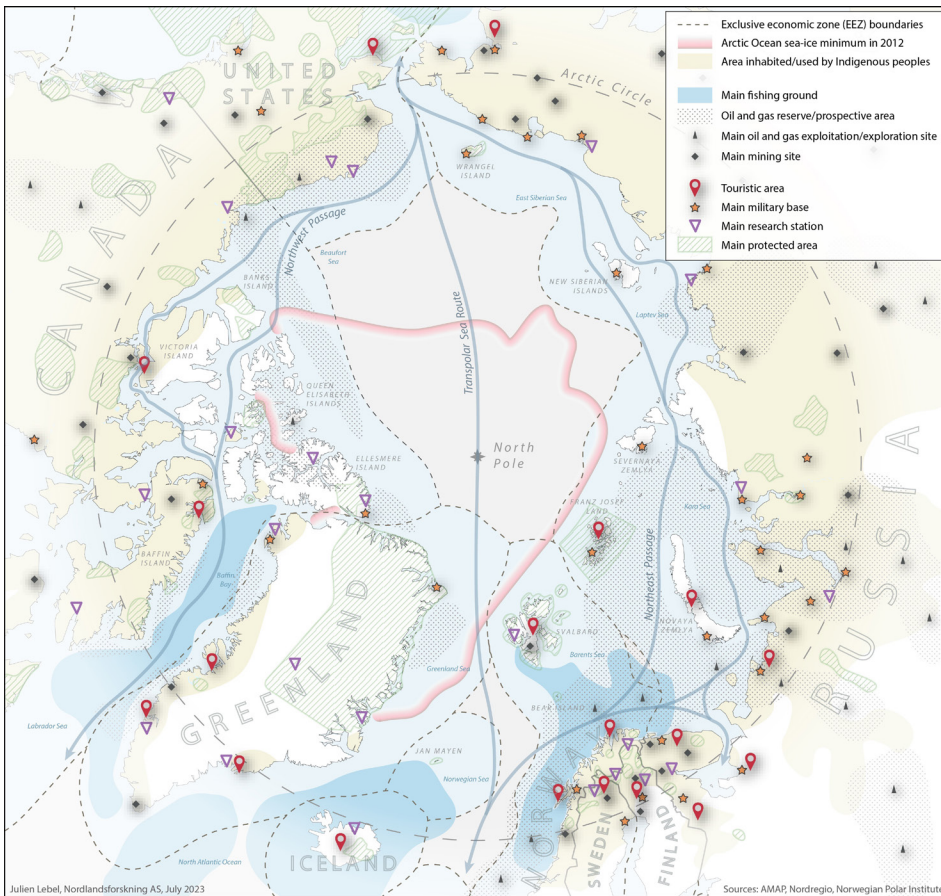 Exclusive economic zone (EEZ) boundaries
Arctic Ocean sea-ice minimum in 2012
Area inhabited/used by Indigenous peoples
Main fishing ground
Oil and gas reserve/prospective area
Main oil and gas exploitation/exploration site
Main mining site
Touristic area
Main military base
Main research station
Main protected area
UNITED
STATES
Arctic Circle
CANADA
WRANGEL
ISLAND
East Siberian Sea
Northwest Passage
Beaufort
Sea
BANKS
ISLAND
NEW SIBERIAN
ISLANDS
Laptev Sea
VICTORIA
ISLAND
Transpolar Sea Route
QUEEN
ELISABETH
ISLANDS
North
Pole
ELLESMERE
ISLAND
SEVERNAYA
ZEMLYA
FRANZ JOSEF
LAND
Kara Sea
RUSSIA
BAFFIN
ISLAND
Baffin
Bay
Northeast Passage
NOVAYA
ZEMLYA
GREENLAND
SVALBARD
Barents Sea
Greenland Sea
BEAR ISLAND
Labrador Sea
JAN MAYEN
Norwegian Sea
NORWAY
SWEDEN
FINLAND
ICELAND
North Atlantic Ocean
Julien Lebel, Nordlandsforskning AS, July 2023
Sources: AMAP, Nordregio, Norwegian Polar Institute